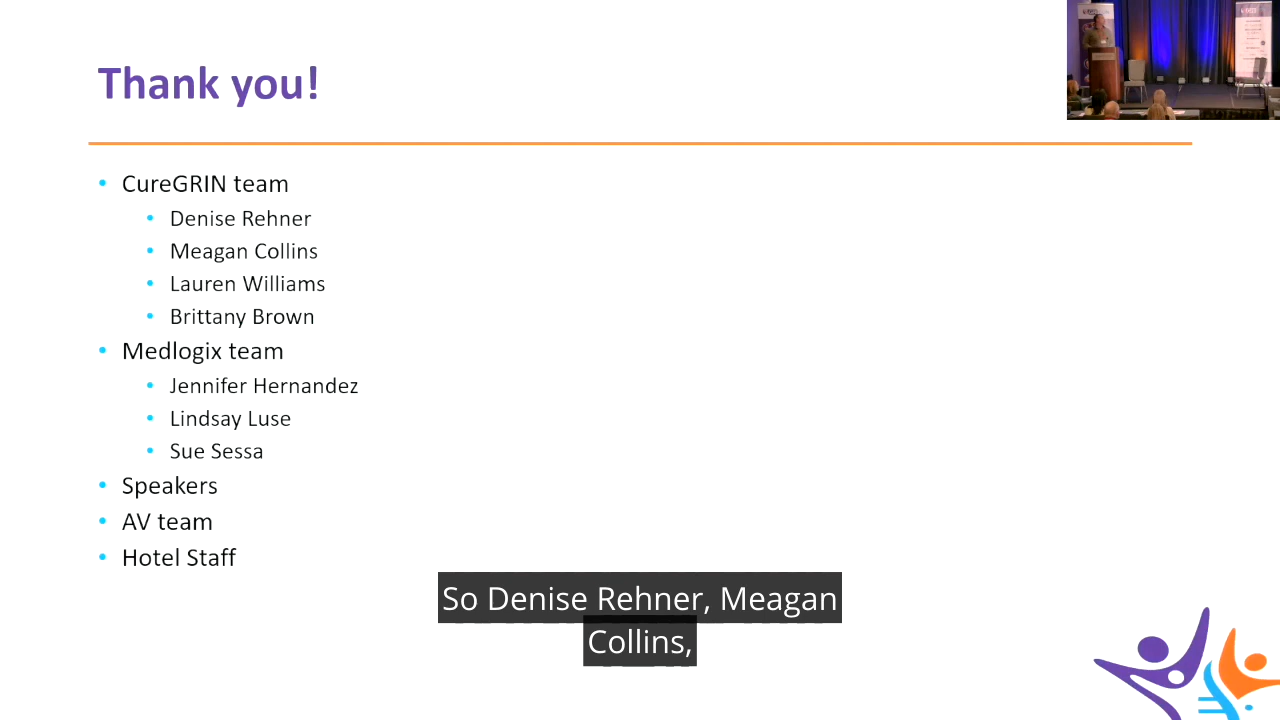 Thank you!
CureGRIN team
Denise Rehner
Meagan Collins
Lauren Williams
Brittany Brown
Medlogix team
Jennifer Hernandez
Lindsay Luse
Sue Sessa
Speakers
AV team
Hotel Staff
So Denise Rehner, Meagan
Collins,